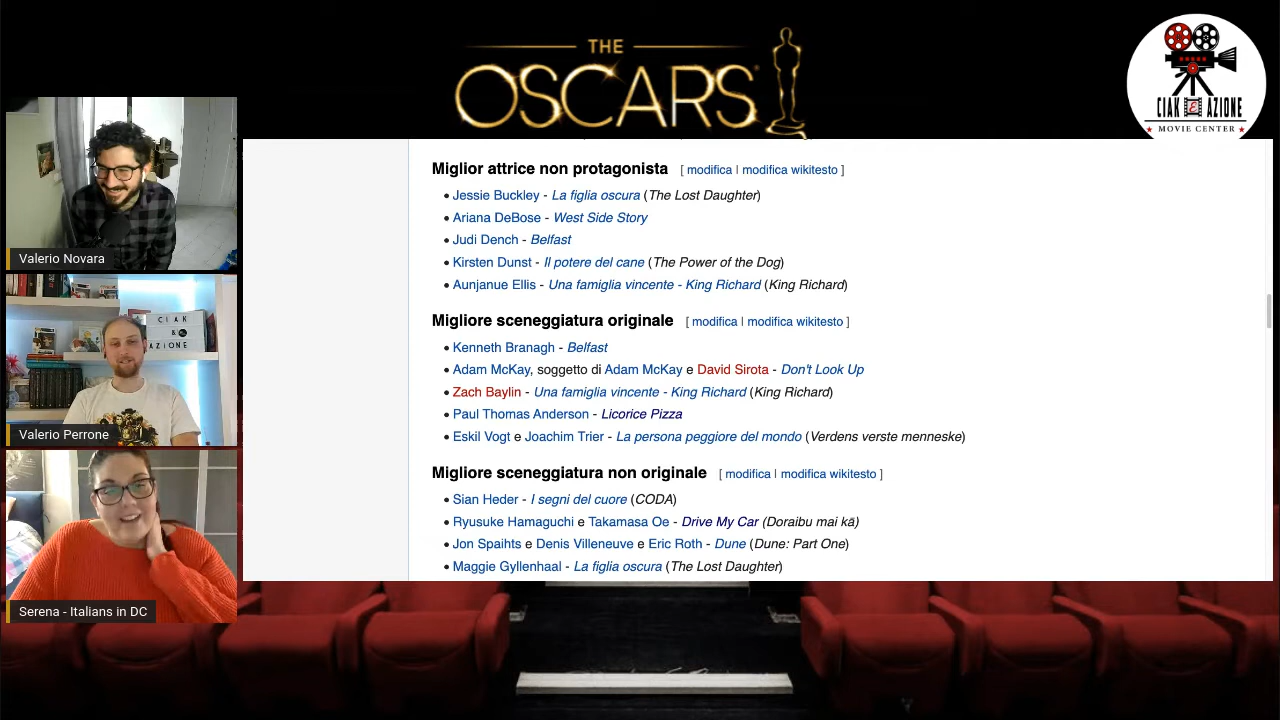 THE
OSCARS
CIAK E AZIONE
MOVIE CENTER
Valerio Novara
CIAK
&
AZIONE
Valerio Perrone
Serena - Italians in DC
Miglior attrice non protagonista [ modifica | modifica wikitesto ]
• Jessie Buckley - La figlia oscura (The Lost Daughter)
• Ariana DeBose - West Side Story
• Judi Dench - Belfast
• Kirsten Dunst - Il potere del cane (The Power of the Dog)
• Aunjanue Ellis - Una famiglia vincente - King Richard (King Richard)
Migliore sceneggiatura originale [ modifica | modifica wikitesto ]
• Kenneth Branagh - Belfast
• Adam McKay, soggetto di Adam McKay e David Sirota - Don't Look Up
• Zach Baylin - Una famiglia vincente - King Richard (King Richard)
• Paul Thomas Anderson - Licorice Pizza
• Eskil Vogt e Joachim Trier - La persona peggiore del mondo (Verdens verste menneske)
Migliore sceneggiatura non originale [ modifica | modifica wikitesto ]
• Sian Heder - I segni del cuore (CODA)
• Ryusuke Hamaguchi e Takamasa Oe - Drive My Car (Doraibu mai kā)
• Jon Spaihts e Denis Villeneuve e Eric Roth - Dune (Dune: Part One)
• Maggie Gyllenhaal - La figlia oscura (The Lost Daughter)